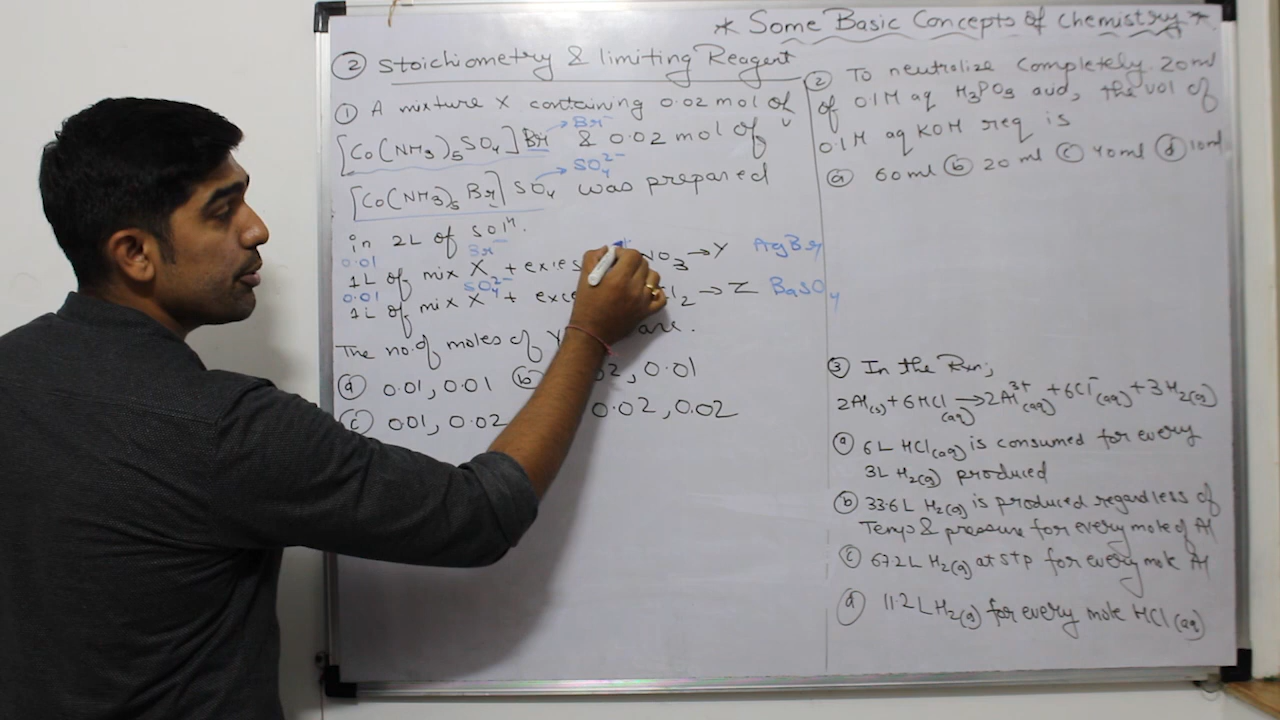 * Some Basic Concepts of Chemistry *
② Stoichiometry & limiting Reagent
① A mixture X containing 0.02 mol of
[Co(NH3)5SO4]Br → Br⁻ & 0.02 mol of
[Co(NH3)5 Br]SO4 → SO4²⁻ was prepared
in 2L of solⁿ.
0.01 Br⁻
1L of mix X + exces NO3 → Y AgBr
0.01 SO4²⁻
1L of mix X + exce l2 → Z BaSO4
The no. of moles of Y are.
ⓐ 0.01, 0.01 ⓑ 02, 0.01
ⓒ 0.01, 0.02 0.02, 0.02
② To neutralize completely 20ml
of 0.1M aq H3PO3 acid, the vol of
0.1M aq KOH req is
ⓐ 60ml ⓑ 20 ml ⓒ 40ml ⓓ 10ml
③ In the Rxn;
2Al(s) + 6HCl(aq) → 2Al³⁺(aq) + 6Cl⁻(aq) + 3H2(g)
ⓐ 6L HCl(aq) is consumed for every
3L H2(g) produced
ⓑ 33.6L H2(g) is produced regardless of
Temp & pressure for every mole of Al
ⓒ 67.2L H2(g) at STP for every mole Al
ⓓ 11.2L H2(g) for every mole HCl(aq)